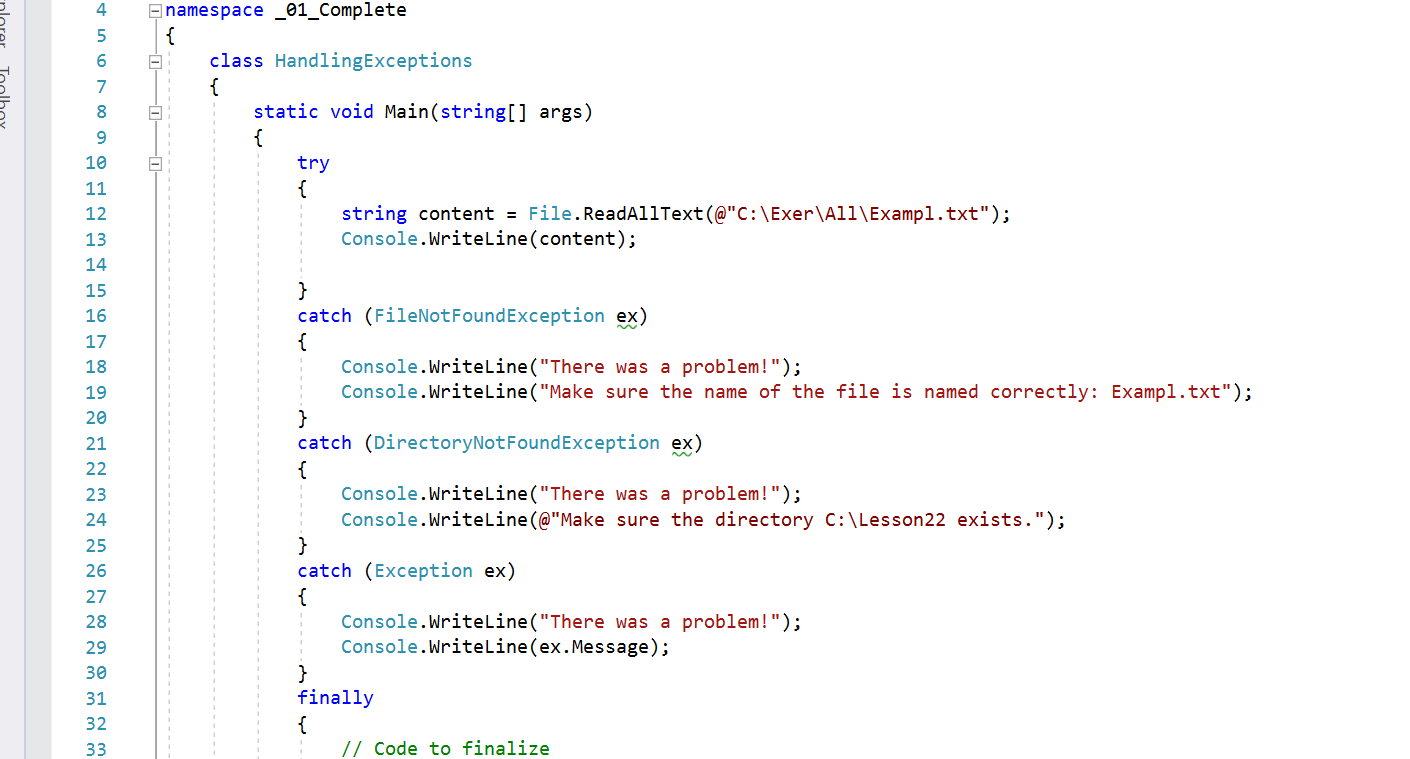 4 namespace _01_Complete
5 {
6 class HandlingExceptions
7 {
8 static void Main(string[] args)
9 {
10 try
11 {
12 string content = File.ReadAllText(@"C:\Exer\All\Exampl.txt");
13 Console.WriteLine(content);
14
15 }
16 catch (FileNotFoundException ex)
17 {
18 Console.WriteLine("There was a problem!");
19 Console.WriteLine("Make sure the name of the file is named correctly: Exampl.txt");
20 }
21 catch (DirectoryNotFoundException ex)
22 {
23 Console.WriteLine("There was a problem!");
24 Console.WriteLine(@"Make sure the directory C:\Lesson22 exists.");
25 }
26 catch (Exception ex)
27 {
28 Console.WriteLine("There was a problem!");
29 Console.WriteLine(ex.Message);
30 }
31 finally
32 {
33 // Code to finalize
Toolbox